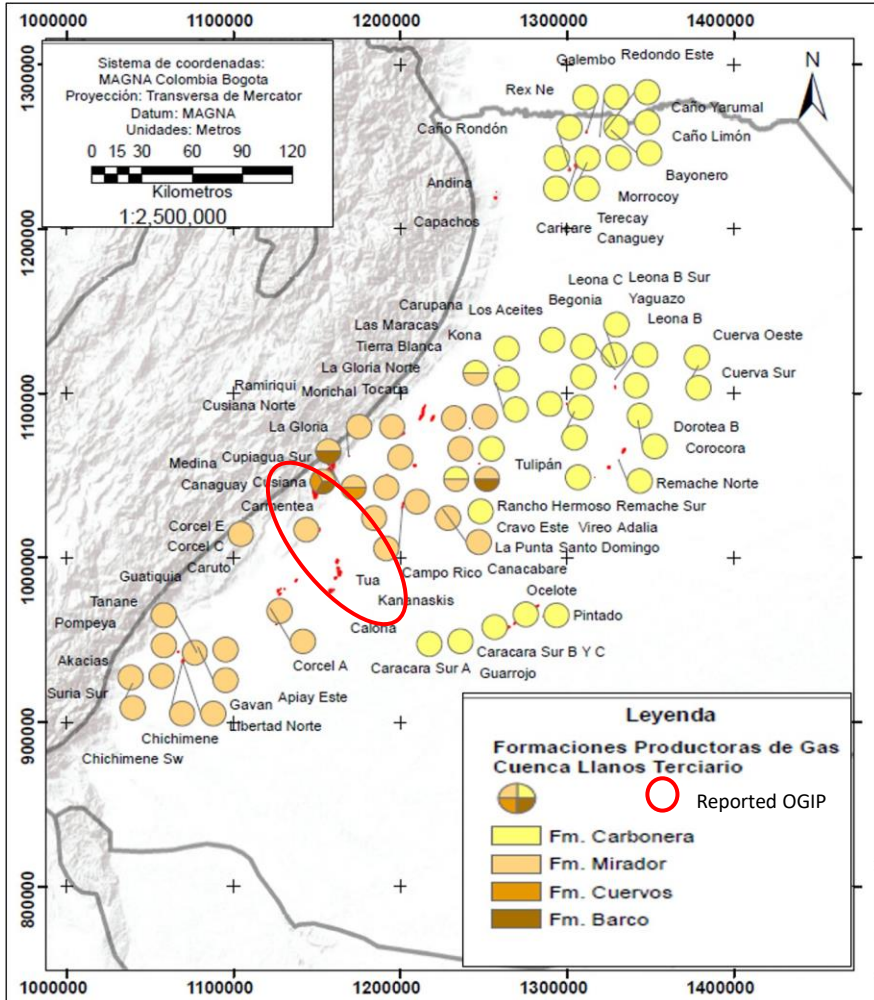 1000000 1100000 1200000 1300000 1400000
Sistema de coordenadas:
MAGNA Colombia Bogota
Proyección: Transversa de Mercator
Datum: MAGNA
Unidades: Metros
0 15 30 60 90 120
Kilometros
1:2,500,000
N
1300000
1200000
1100000
1000000
900000
800000
1300000
1200000
1100000
1000000
900000
800000
Galembo
Redondo Este
Rex Ne
Caño Yarumal
Caño Rondón
Caño Limón
Bayonero
Andina
Morrocoy
Capachos
Caricare
Terecay
Canaguey
Leona C
Leona B Sur
Carupana
Los Aceites
Begonia
Yaguazo
Las Maracas
Kona
Leona B
Tierra Blanca
Cuerva Oeste
La Gloria Norte
Cuerva Sur
Ramiriqui
Morichal
Tocaria
Cusiana Norte
La Gloria
Dorotea B
Corocora
Medina
Cupiagua Sur
Tulipán
Canaguay
Cusiana
Remache Norte
Carmentea
Rancho Hermoso
Remache Sur
Corcel E
Cravo Este
Vireo
Adalia
Corcel C
La Punta
Santo Domingo
Caruto
Campo Rico
Canacabare
Guatiquia
Tua
Ocelote
Tanane
Kananaskis
Pintado
Pompeya
Calona
Akacias
Corcel A
Caracara Sur A
Caracara Sur B Y C
Guarrojo
Suria Sur
Gavan
Apiay Este
Libertad Norte
Chichimene
Chichimene Sw
Leyenda
Formaciones Productoras de Gas
Cuenca Llanos Terciario
Reported OGIP
Fm. Carbonera
Fm. Mirador
Fm. Cuervos
Fm. Barco
1000000 1100000 1200000 1300000 1400000